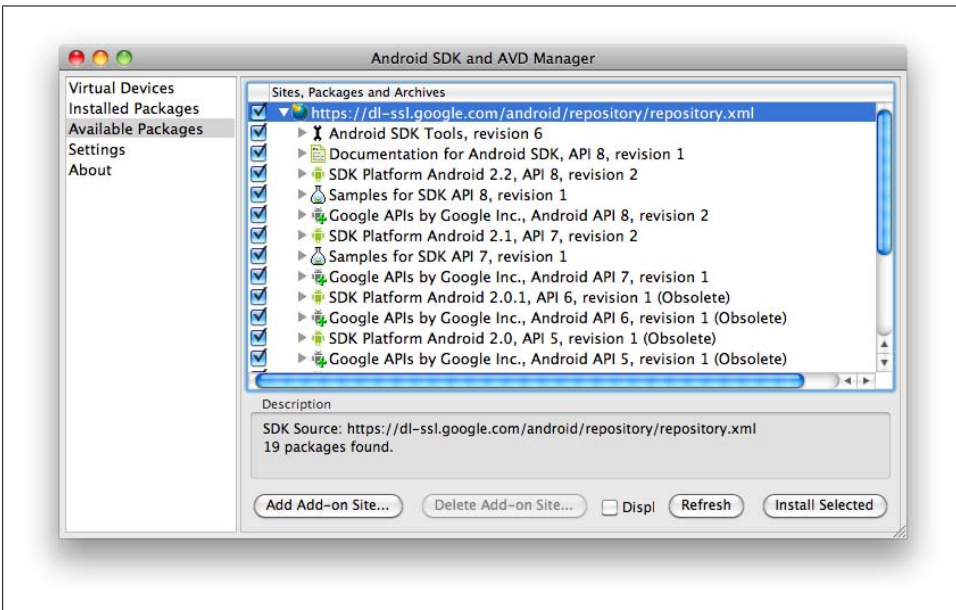 Android SDK and AVD Manager
Virtual Devices
Installed Packages
Available Packages
Settings
About
Sites, Packages and Archives
https://dl-ssl.google.com/android/repository/repository.xml
Android SDK Tools, revision 6
Documentation for Android SDK, API 8, revision 1
SDK Platform Android 2.2, API 8, revision 2
Samples for SDK API 8, revision 1
Google APIs by Google Inc., Android API 8, revision 2
SDK Platform Android 2.1, API 7, revision 2
Samples for SDK API 7, revision 1
Google APIs by Google Inc., Android API 7, revision 1
SDK Platform Android 2.0.1, API 6, revision 1 (Obsolete)
Google APIs by Google Inc., Android API 6, revision 1 (Obsolete)
SDK Platform Android 2.0, API 5, revision 1 (Obsolete)
Google APIs by Google Inc., Android API 5, revision 1 (Obsolete)
Description
SDK Source: https://dl-ssl.google.com/android/repository/repository.xml
19 packages found.
Add Add-on Site... Delete Add-on Site... Displ Refresh Install Selected